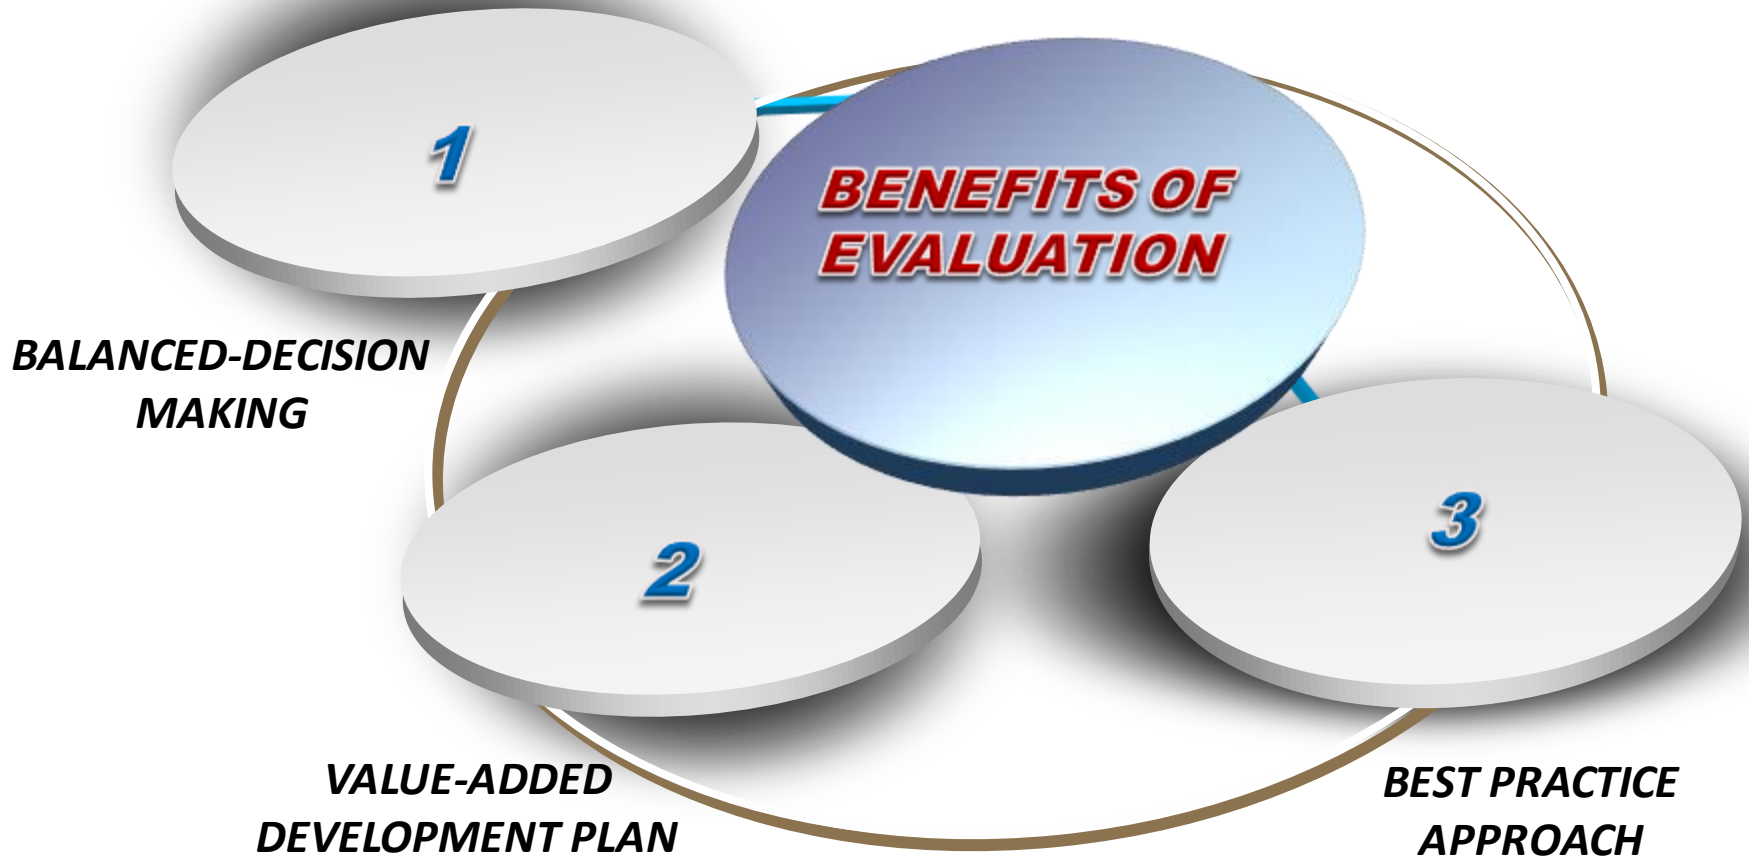 1
BENEFITS OF
EVALUATION
BALANCED-DECISION
MAKING
2
3
VALUE-ADDED
DEVELOPMENT PLAN
BEST PRACTICE
APPROACH